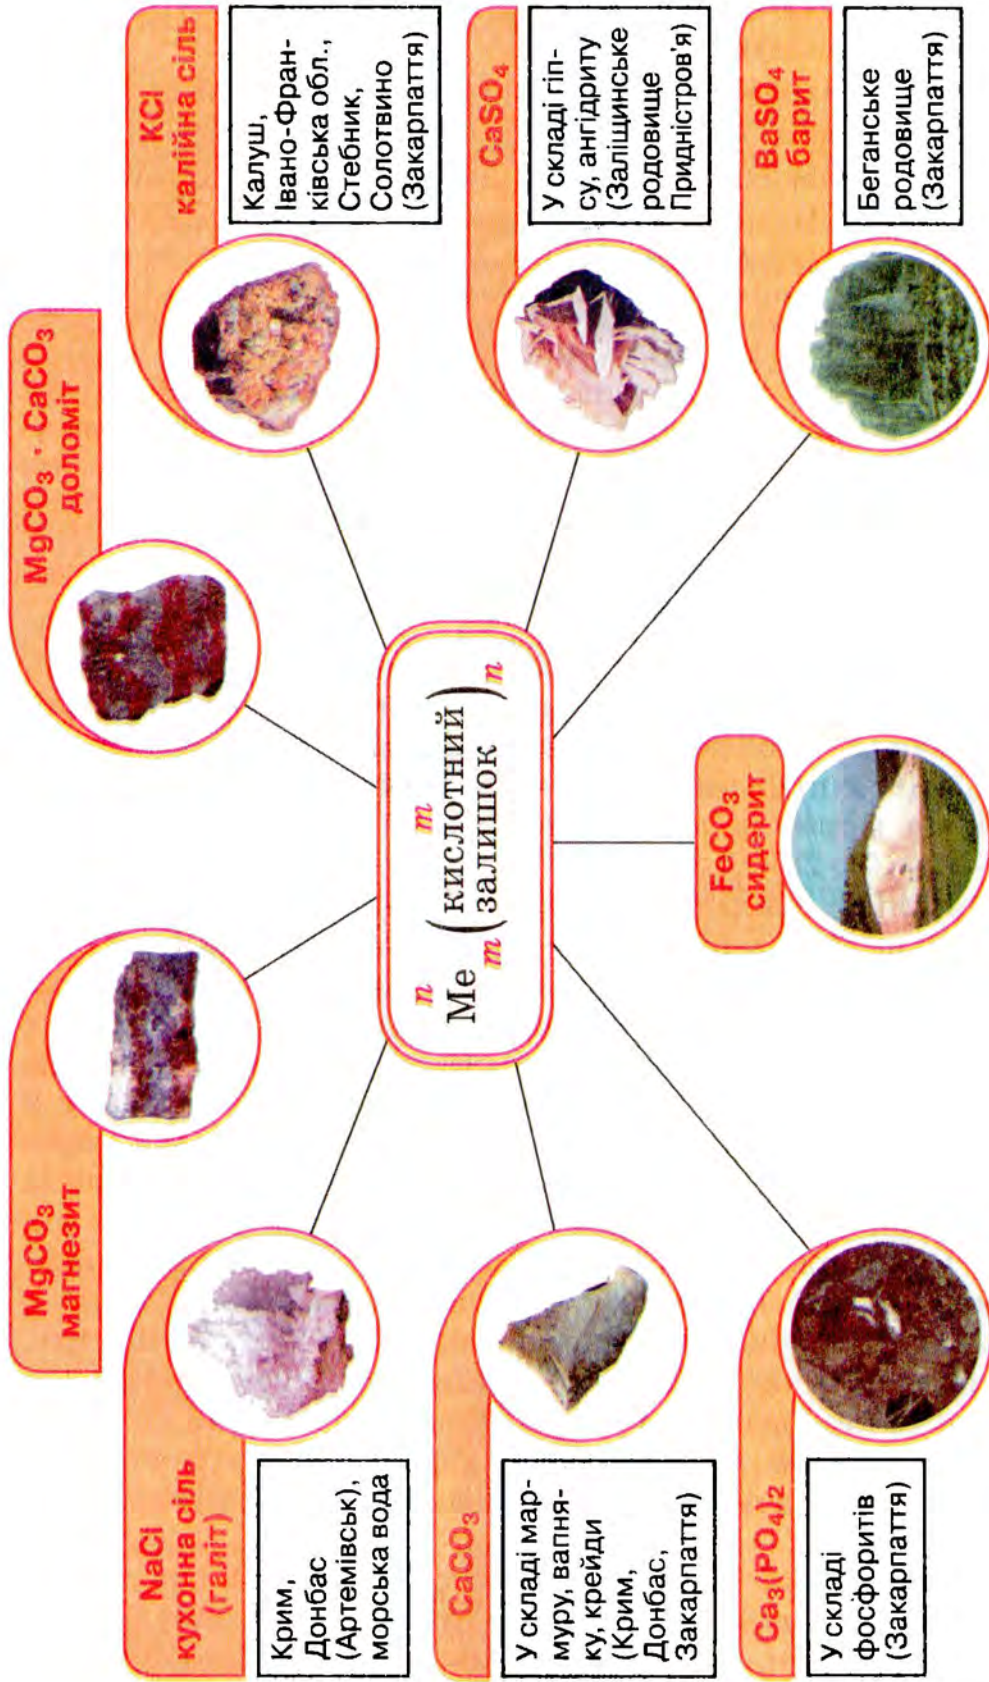 MgCO₃
магнезит
MgCO₃ · CaCO₃
доломіт
NaCl
кухонна сіль
(галіт)
Крим,
Донбас
(Артемівськ),
морська вода
KCl
калійна сіль
Калуш,
Івано-Фран-
ківська обл.,
Стебник,
Солотвино
(Закарпаття)
n m
Me m (кислотний
залишок) n
CaCO₃
У складі мар-
муру, вапня-
ку, крейди
(Крим,
Донбас,
Закарпаття)
CaSO₄
У складі гіп-
су, ангідриту
(Заліщинське
родовище
Придністров'я)
Ca₃(PO₄)₂
У складі
фосфоритів
(Закарпаття)
FeCO₃
сидерит
BaSO₄
барит
Беганське
родовище
(Закарпаття)